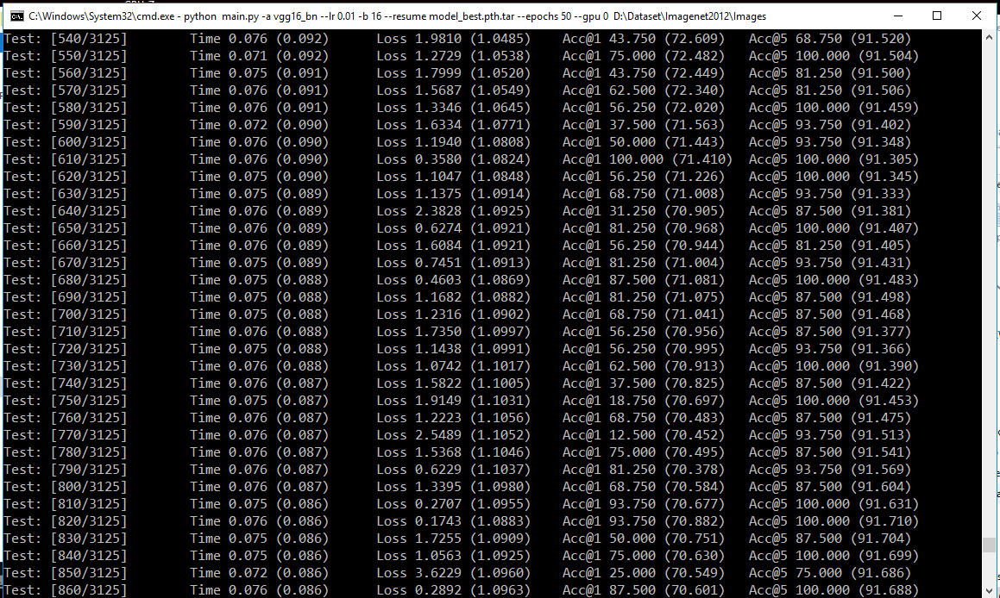 C:\Windows\System32\cmd.exe - python  main.py -a vgg16_bn --lr 0.01 -b 16 --resume model_best.pth.tar --epochs 50 --gpu 0  D:\Dataset\Imagenet2012\Images
Test: [540/3125] Time 0.076 (0.092) Loss 1.9810 (1.0485) Acc@1 43.750 (72.609) Acc@5 68.750 (91.520)
Test: [550/3125] Time 0.071 (0.092) Loss 1.2729 (1.0538) Acc@1 75.000 (72.482) Acc@5 100.000 (91.504)
Test: [560/3125] Time 0.075 (0.091) Loss 1.7999 (1.0520) Acc@1 43.750 (72.449) Acc@5 81.250 (91.500)
Test: [570/3125] Time 0.076 (0.091) Loss 1.5687 (1.0549) Acc@1 62.500 (72.340) Acc@5 81.250 (91.506)
Test: [580/3125] Time 0.076 (0.091) Loss 1.3346 (1.0645) Acc@1 56.250 (72.020) Acc@5 100.000 (91.459)
Test: [590/3125] Time 0.072 (0.090) Loss 1.6334 (1.0771) Acc@1 37.500 (71.563) Acc@5 93.750 (91.402)
Test: [600/3125] Time 0.076 (0.090) Loss 1.1940 (1.0808) Acc@1 50.000 (71.443) Acc@5 93.750 (91.348)
Test: [610/3125] Time 0.076 (0.090) Loss 0.3580 (1.0824) Acc@1 100.000 (71.410) Acc@5 100.000 (91.305)
Test: [620/3125] Time 0.075 (0.090) Loss 1.1047 (1.0848) Acc@1 56.250 (71.226) Acc@5 100.000 (91.345)
Test: [630/3125] Time 0.075 (0.089) Loss 1.1375 (1.0914) Acc@1 68.750 (71.008) Acc@5 93.750 (91.333)
Test: [640/3125] Time 0.076 (0.089) Loss 2.3828 (1.0925) Acc@1 31.250 (70.905) Acc@5 87.500 (91.381)
Test: [650/3125] Time 0.076 (0.089) Loss 0.6274 (1.0921) Acc@1 81.250 (70.968) Acc@5 100.000 (91.407)
Test: [660/3125] Time 0.076 (0.089) Loss 1.6084 (1.0921) Acc@1 56.250 (70.944) Acc@5 81.250 (91.405)
Test: [670/3125] Time 0.075 (0.089) Loss 0.7451 (1.0913) Acc@1 81.250 (71.004) Acc@5 93.750 (91.431)
Test: [680/3125] Time 0.075 (0.088) Loss 0.4603 (1.0869) Acc@1 87.500 (71.081) Acc@5 100.000 (91.483)
Test: [690/3125] Time 0.075 (0.088) Loss 1.1682 (1.0882) Acc@1 81.250 (71.075) Acc@5 87.500 (91.498)
Test: [700/3125] Time 0.075 (0.088) Loss 1.2316 (1.0902) Acc@1 68.750 (71.041) Acc@5 87.500 (91.468)
Test: [710/3125] Time 0.076 (0.088) Loss 1.7350 (1.0997) Acc@1 56.250 (70.956) Acc@5 87.500 (91.377)
Test: [720/3125] Time 0.075 (0.088) Loss 1.1438 (1.0991) Acc@1 56.250 (70.995) Acc@5 93.750 (91.366)
Test: [730/3125] Time 0.076 (0.088) Loss 1.0742 (1.1017) Acc@1 62.500 (70.913) Acc@5 100.000 (91.390)
Test: [740/3125] Time 0.076 (0.087) Loss 1.5822 (1.1005) Acc@1 37.500 (70.825) Acc@5 87.500 (91.422)
Test: [750/3125] Time 0.075 (0.087) Loss 1.9149 (1.1031) Acc@1 18.750 (70.697) Acc@5 100.000 (91.453)
Test: [760/3125] Time 0.076 (0.087) Loss 1.2223 (1.1056) Acc@1 68.750 (70.483) Acc@5 87.500 (91.475)
Test: [770/3125] Time 0.076 (0.087) Loss 2.5489 (1.1052) Acc@1 12.500 (70.452) Acc@5 93.750 (91.513)
Test: [780/3125] Time 0.076 (0.087) Loss 1.5368 (1.1046) Acc@1 75.000 (70.495) Acc@5 87.500 (91.541)
Test: [790/3125] Time 0.076 (0.087) Loss 0.6229 (1.1037) Acc@1 81.250 (70.378) Acc@5 93.750 (91.569)
Test: [800/3125] Time 0.076 (0.087) Loss 1.3395 (1.0980) Acc@1 68.750 (70.584) Acc@5 87.500 (91.604)
Test: [810/3125] Time 0.075 (0.086) Loss 0.2707 (1.0955) Acc@1 93.750 (70.677) Acc@5 100.000 (91.631)
Test: [820/3125] Time 0.076 (0.086) Loss 0.1743 (1.0883) Acc@1 93.750 (70.882) Acc@5 100.000 (91.710)
Test: [830/3125] Time 0.075 (0.086) Loss 1.7255 (1.0909) Acc@1 50.000 (70.751) Acc@5 87.500 (91.704)
Test: [840/3125] Time 0.075 (0.086) Loss 1.0563 (1.0925) Acc@1 75.000 (70.630) Acc@5 100.000 (91.699)
Test: [850/3125] Time 0.072 (0.086) Loss 3.6229 (1.0960) Acc@1 25.000 (70.549) Acc@5 75.000 (91.686)
Test: [860/3125] Time 0.076 (0.086) Loss 0.2892 (1.0963) Acc@1 87.500 (70.601) Acc@5 100.000 (91.688)